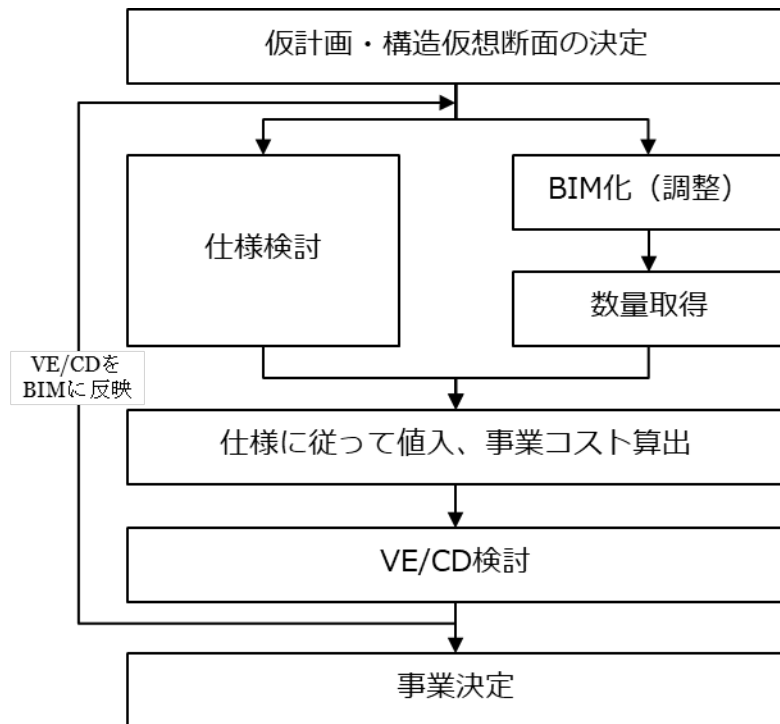 仮計画・構造仮想断面の決定
仕様検討
BIM化（調整）
数量取得
VE/CDを
BIMに反映
仕様に従って値入、事業コスト算出
VE/CD検討
事業決定